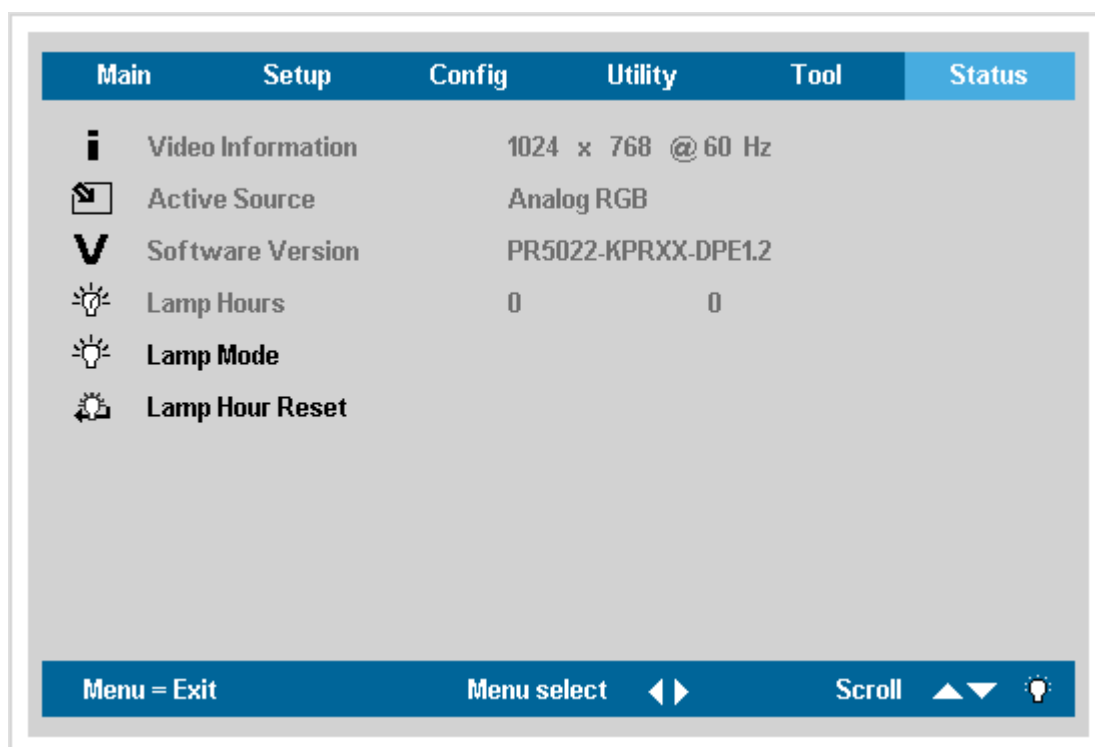 Main Setup Config Utility Tool Status
i Video Information 1024 x 768 @ 60 Hz
Active Source Analog RGB
V Software Version PR5022-KPRXX-DPE1.2
Lamp Hours 0 0
Lamp Mode
Lamp Hour Reset
Menu = Exit Menu select Scroll